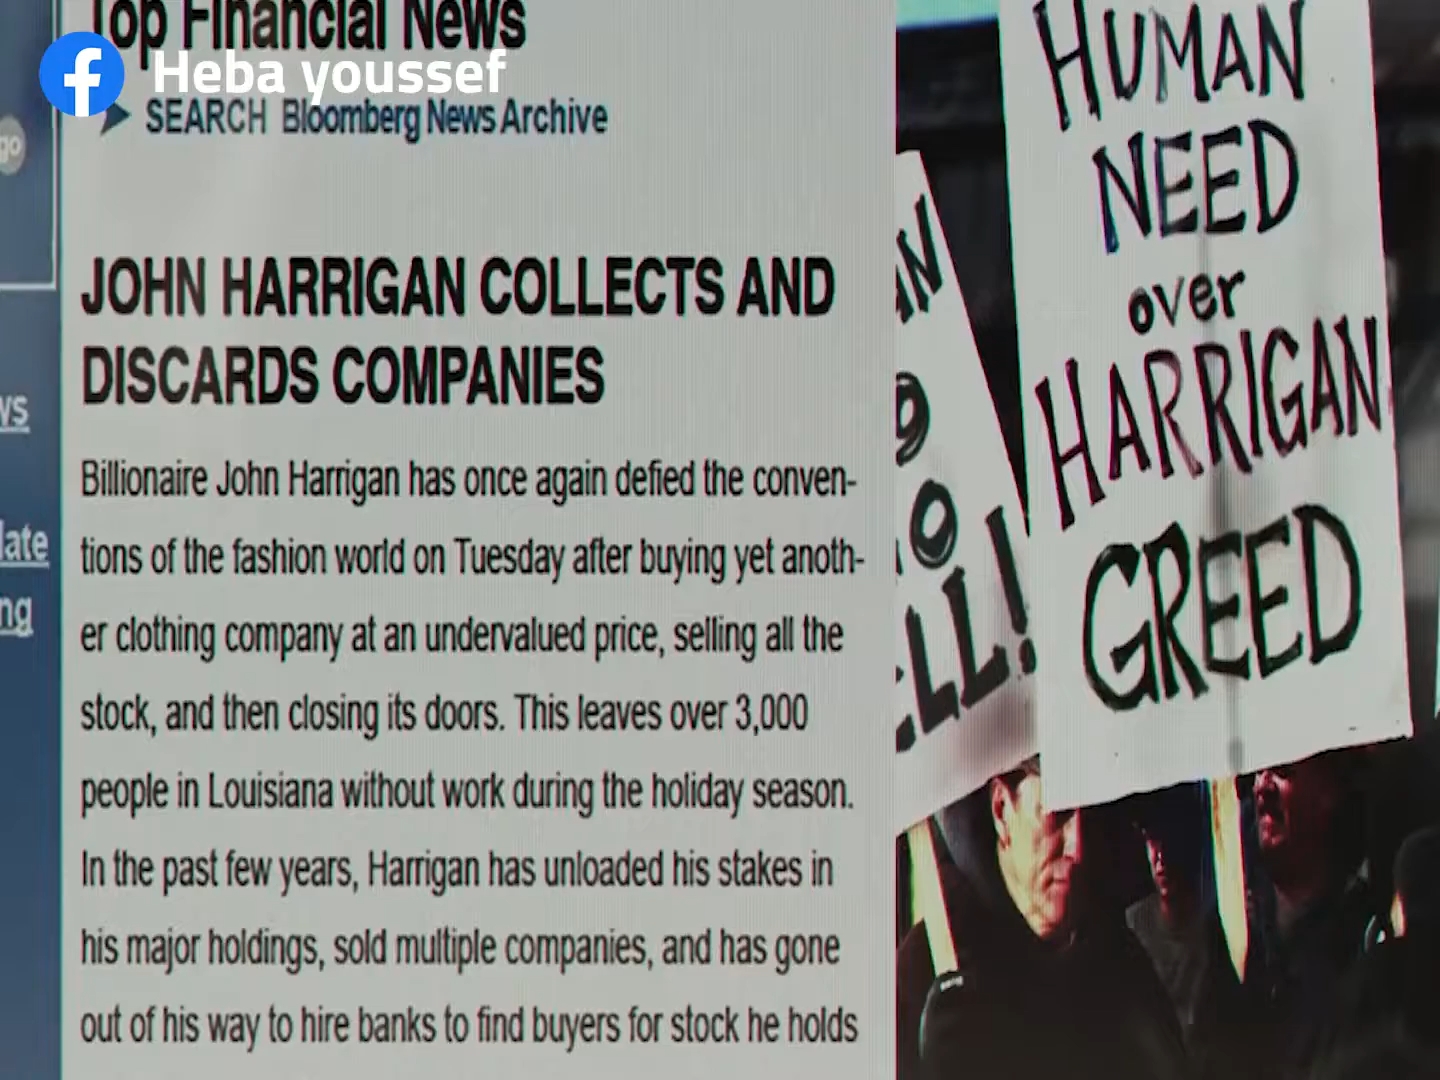 Top Financial News
Heba youssef
SEARCH Bloomberg News Archive
go
JOHN HARRIGAN COLLECTS AND
DISCARDS COMPANIES
Billionaire John Harrigan has once again defied the conven-
tions of the fashion world on Tuesday after buying yet anoth-
er clothing company at an undervalued price, selling all the
stock, and then closing its doors. This leaves over 3,000
people in Louisiana without work during the holiday season.
In the past few years, Harrigan has unloaded his stakes in
his major holdings, sold multiple companies, and has gone
out of his way to hire banks to find buyers for stock he holds
HUMAN
NEED
over
HARRIGAN
GREED